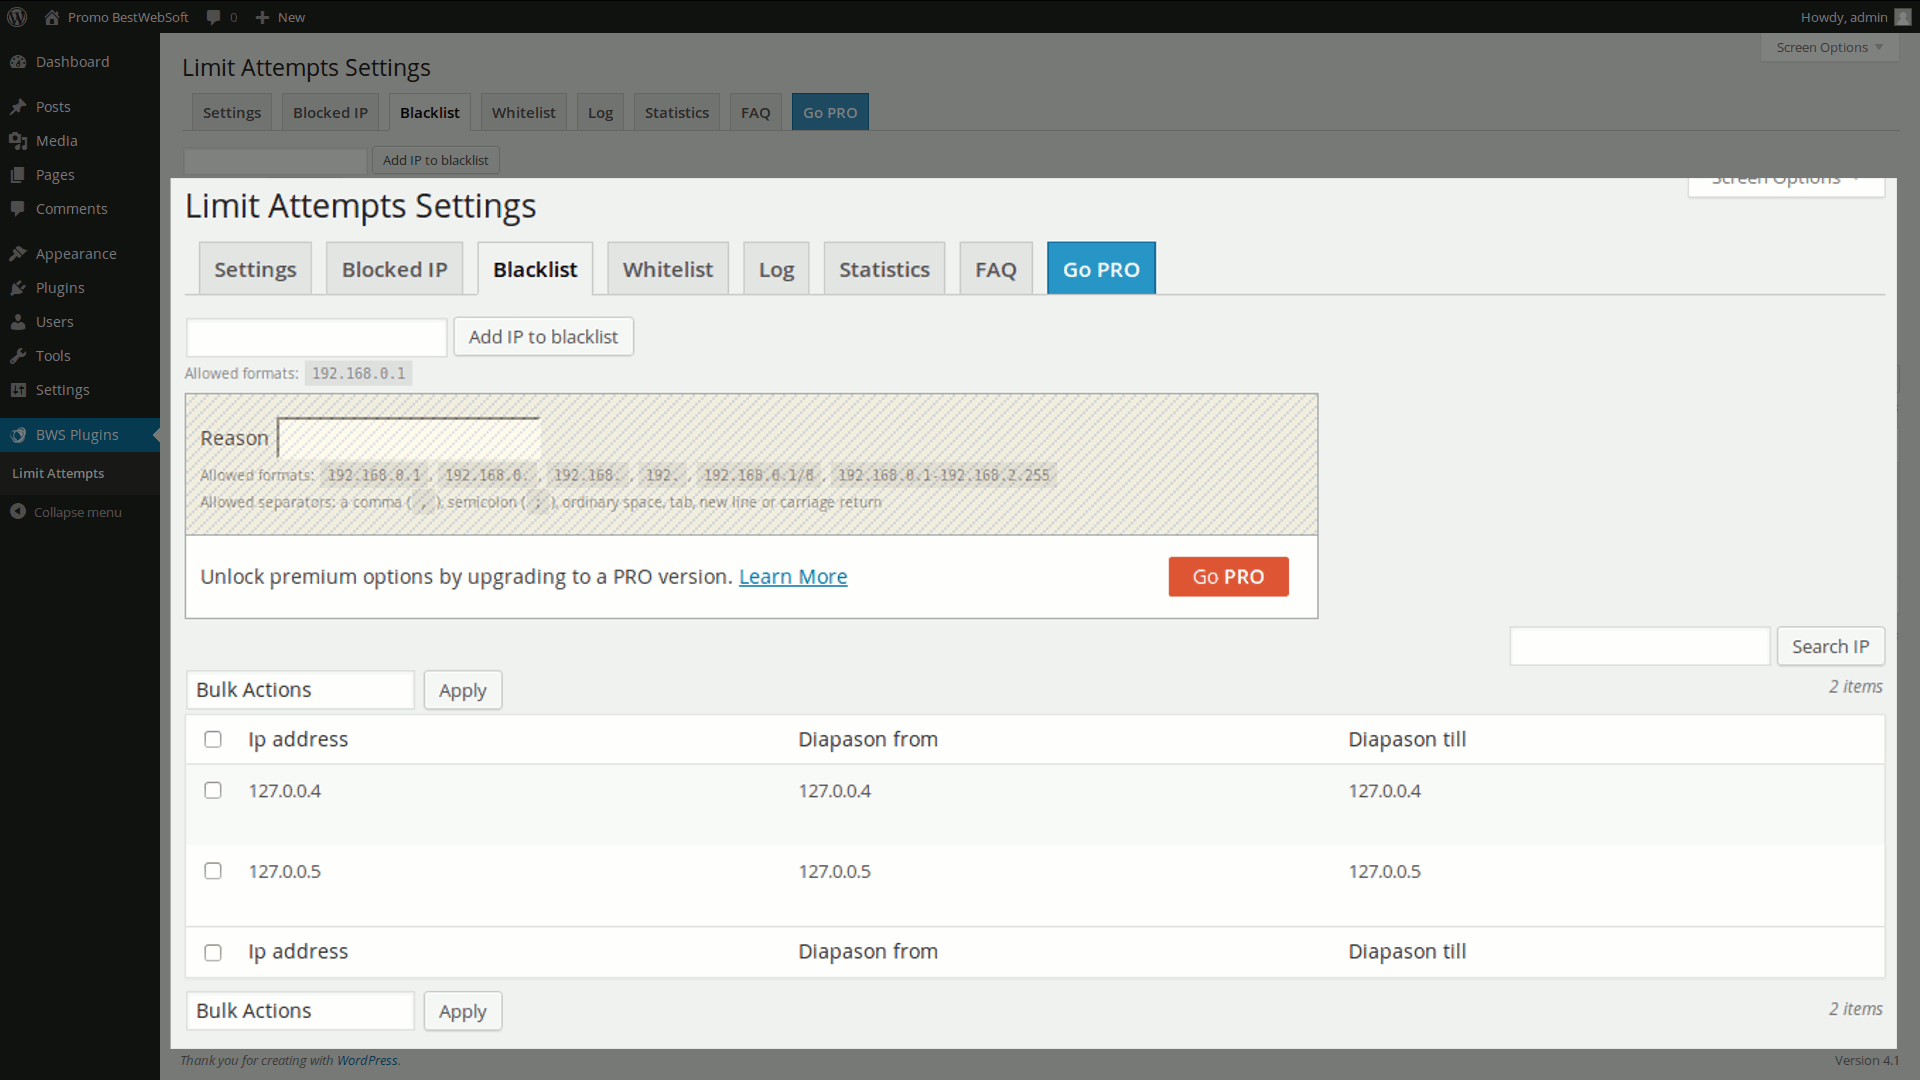 Promo BestWebSoft 0 New Howdy, admin
Screen Options
Dashboard
Posts
Media
Pages
Comments
Appearance
Plugins
Users
Tools
Settings
BWS Plugins
Limit Attempts
Collapse menu
Limit Attempts Settings
Settings Blocked IP Blacklist Whitelist Log Statistics FAQ Go PRO
Add IP to blacklist
Screen Options
Limit Attempts Settings
Settings Blocked IP Blacklist Whitelist Log Statistics FAQ Go PRO
Add IP to blacklist
Allowed formats: 192.168.0.1
Reason
Allowed formats: 192.168.0.1, 192.168.0., 192.168., 192., 192.168.0.1/8, 192.168.0.1-192.168.2.255
Allowed separators: a comma (,), semicolon (;), ordinary space, tab, new line or carriage return
Unlock premium options by upgrading to a PRO version. Learn More Go PRO
Search IP
Bulk Actions Apply 2 items
Ip address Diapason from Diapason till
127.0.0.4 127.0.0.4 127.0.0.4
127.0.0.5 127.0.0.5 127.0.0.5
Ip address Diapason from Diapason till
Bulk Actions Apply 2 items
Thank you for creating with WordPress. Version 4.1